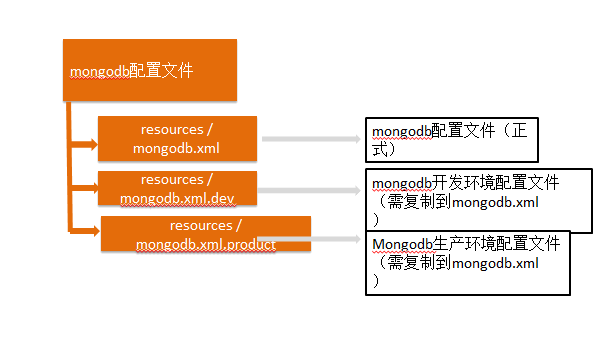 mongodb配置文件
resources /
mongodb.xml
mongodb配置文件（正
式）
resources /
mongodb.xml.dev
mongodb开发环境配置文件
（需复制到mongodb.xml
）
resources /
mongodb.xml.product
Mongodb生产环境配置文件
（需复制到mongodb.xml
）